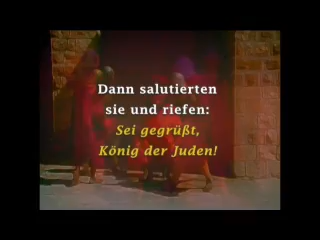 Dann salutierten
sie und riefen:
Sei gegrüßt,
König der Juden!